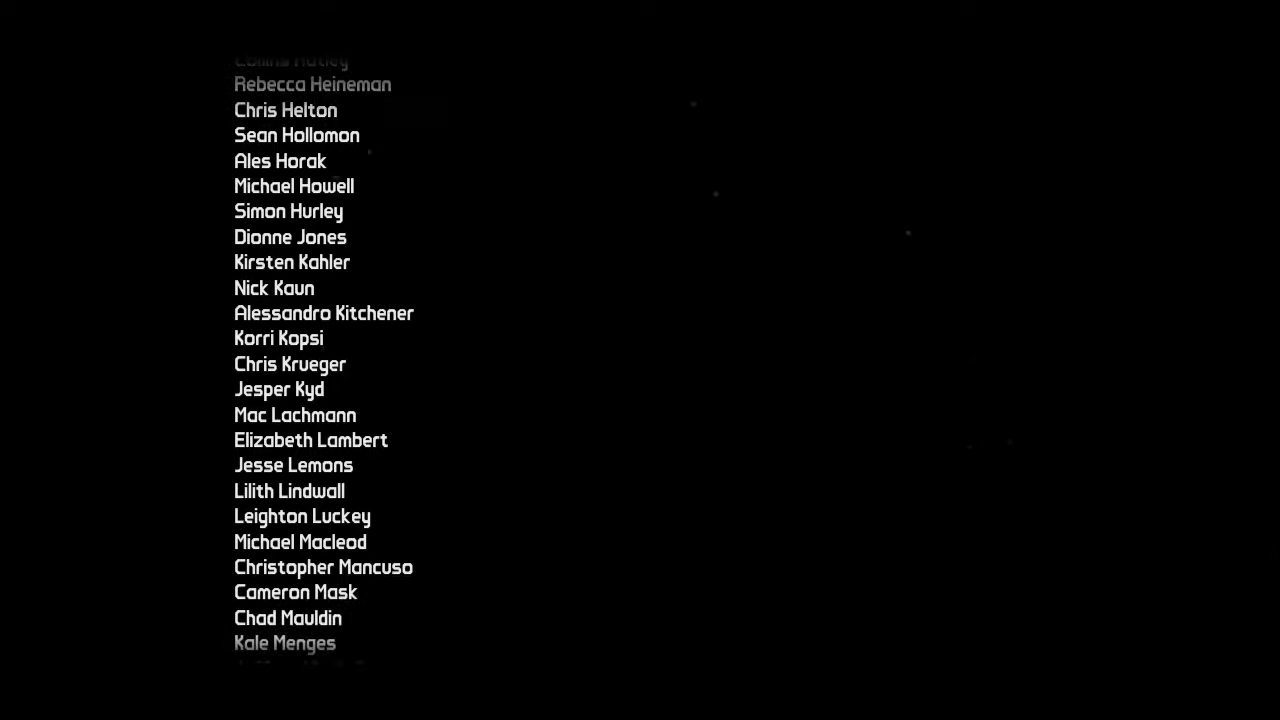 Rebecca Heineman
Chris Helton
Sean Hollomon
Ales Horak
Michael Howell
Simon Hurley
Dionne Jones
Kirsten Kahler
Nick Kaun
Alessandro Kitchener
Korri Kopsi
Chris Krueger
Jesper Kyd
Mac Lachmann
Elizabeth Lambert
Jesse Lemons
Lilith Lindwall
Leighton Luckey
Michael Macleod
Christopher Mancuso
Cameron Mask
Chad Mauldin
Kale Menges